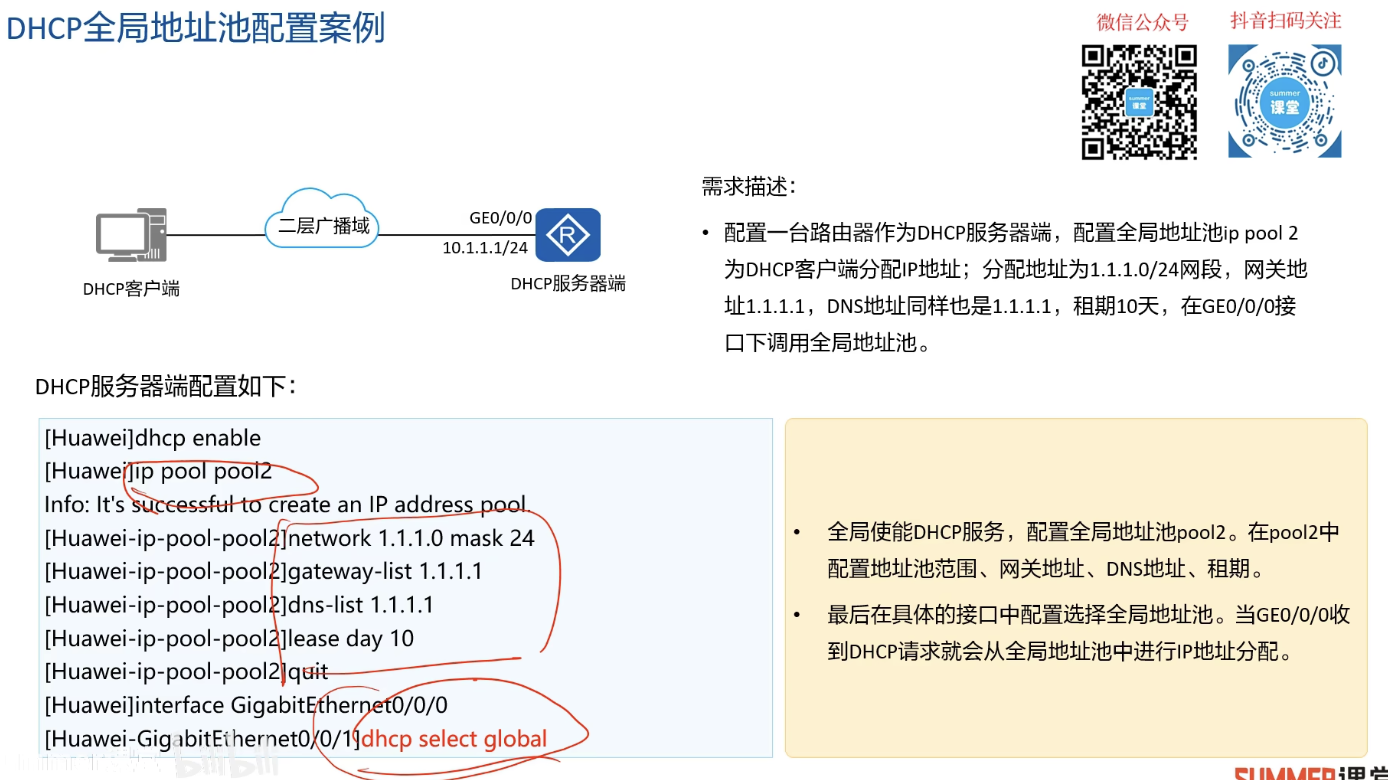 DHCP全局地址池配置案例
微信公众号
抖音扫码关注
summer
课堂
summer
课堂
需求描述：
• 配置一台路由器作为DHCP服务器端，配置全局地址池ip pool 2
为DHCP客户端分配IP地址；分配地址为1.1.1.0/24网段，网关地
址1.1.1.1，DNS地址同样也是1.1.1.1，租期10天，在GE0/0/0接
口下调用全局地址池。
二层广播域
GE0/0/0
10.1.1.1/24
R
DHCP客户端
DHCP服务器端
DHCP服务器端配置如下：
[Huawei]dhcp enable
[Huawei]ip pool pool2
Info: It's successful to create an IP address pool.
[Huawei-ip-pool-pool2]network 1.1.1.0 mask 24
[Huawei-ip-pool-pool2]gateway-list 1.1.1.1
[Huawei-ip-pool-pool2]dns-list 1.1.1.1
[Huawei-ip-pool-pool2]lease day 10
[Huawei-ip-pool-pool2]quit
[Huawei]interface GigabitEthernet0/0/0
[Huawei-GigabitEthernet0/0/1]dhcp select global
• 全局使能DHCP服务，配置全局地址池pool2。在pool2中
配置地址池范围、网关地址、DNS地址、租期。
• 最后在具体的接口中配置选择全局地址池。当GE0/0/0收
到DHCP请求就会从全局地址池中进行IP地址分配。
bilibili
SUMMER课堂